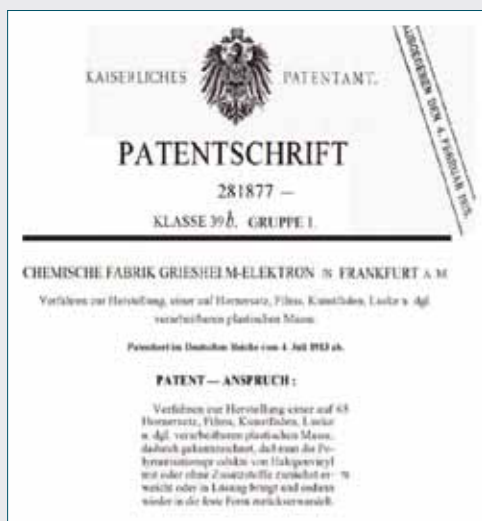 KAISERLICHES PATENTAMT.
AUSGEGEBEN DEN 4. FEBRUAR 1915.
PATENTSCHRIFT
281877 —
KLASSE 39b. GRUPPE 1.
CHEMISCHE FABRIK GRIESHEIM-ELEKTRON IN FRANKFURT A M
Verfahren zur Herstellung, einer auf Hornersatz, Films, Kunstfäden, Lacke u. dgl.
verarbeitbaren plastischen Masse.
Patentiert im Deutschen Reiche vom 4. Juli 1913 ab.
PATENT — ANSPRUCH:
Verfahren zur Herstellung einer auf 65
Hornersatz, Films, Kunstfäden, Lacke
u. dgl. verarbeitbaren plastischen Masse,
dadurch gekennzeichnet, daß man die Po-
lymerisationsprodukte von Halogenvinyl
mit oder ohne Zusatzstoffe zunächst er- 70
weicht oder in Lösung bringt und sodann
wieder in die feste Form zurückverwandelt.